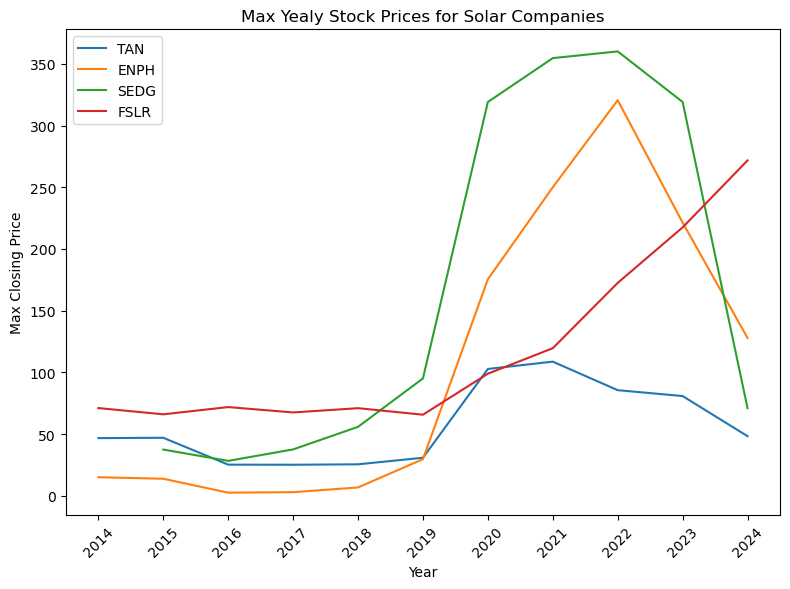 Max Yealy Stock Prices for Solar Companies
TAN
ENPH
SEDG
FSLR
Max Closing Price
350
300
250
200
150
100
50
0
2014
2015
2016
2017
2018
2019
2020
2021
2022
2023
2024
Year